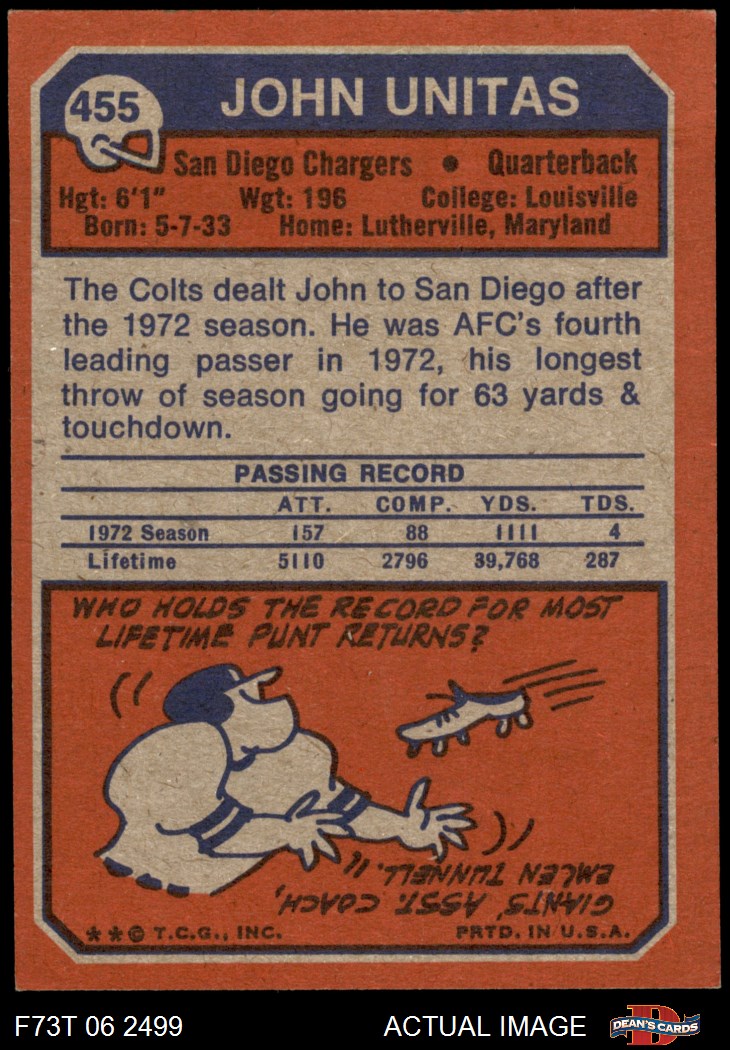 455
JOHN UNITAS
San Diego Chargers • Quarterback
Hgt: 6'1" Wgt: 196 College: Louisville
Born: 5-7-33 Home: Lutherville, Maryland
The Colts dealt John to San Diego after
the 1972 season. He was AFC's fourth
leading passer in 1972, his longest
throw of season going for 63 yards &
touchdown.
PASSING RECORD
ATT. COMP. YDS. TDS.
1972 Season 157 88 1111 4
Lifetime 5110 2796 39,768 287
WHO HOLDS THE RECORD FOR MOST
LIFETIME PUNT RETURNS?
GIANTS' ASST. COACH,
EMLEN TUNNELL.
**© T.C.G., INC. PRTD. IN U.S.A.
F73T 06 2499 ACTUAL IMAGE
D
DEAN'S CARDS